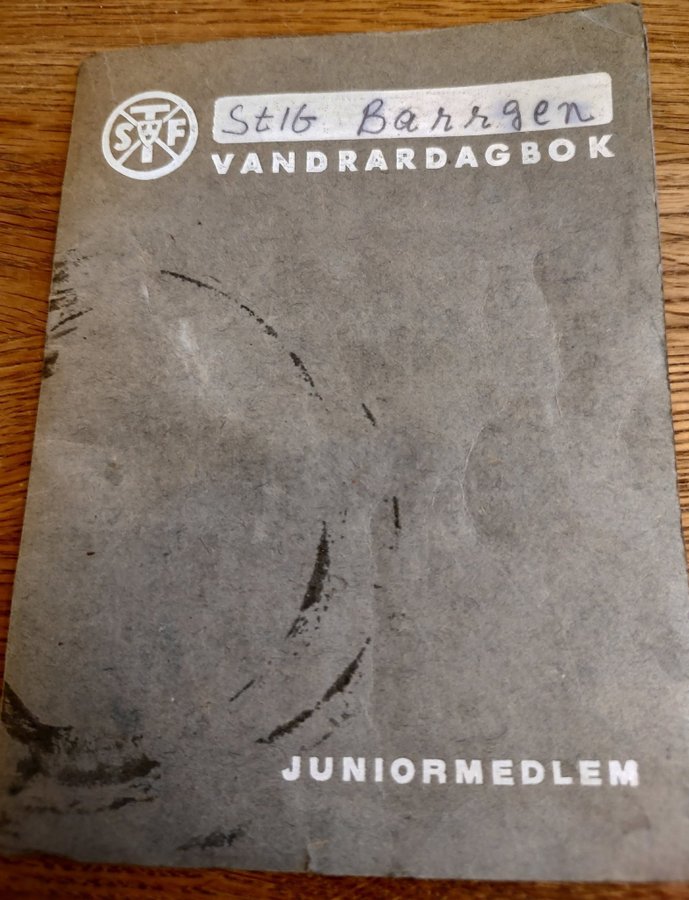 STIG Barrgen
STF VANDRARDAGBOK
JUNIORMEDLEM